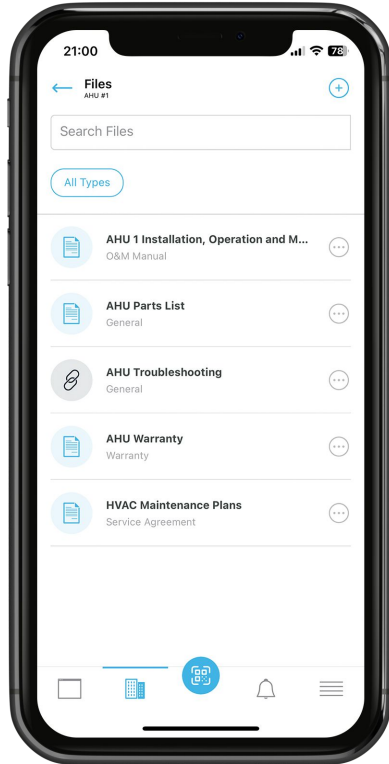 21:00
78
Files
AHU #1
Search Files
All Types
AHU 1 Installation, Operation and M...
O&M Manual
AHU Parts List
General
AHU Troubleshooting
General
AHU Warranty
Warranty
HVAC Maintenance Plans
Service Agreement